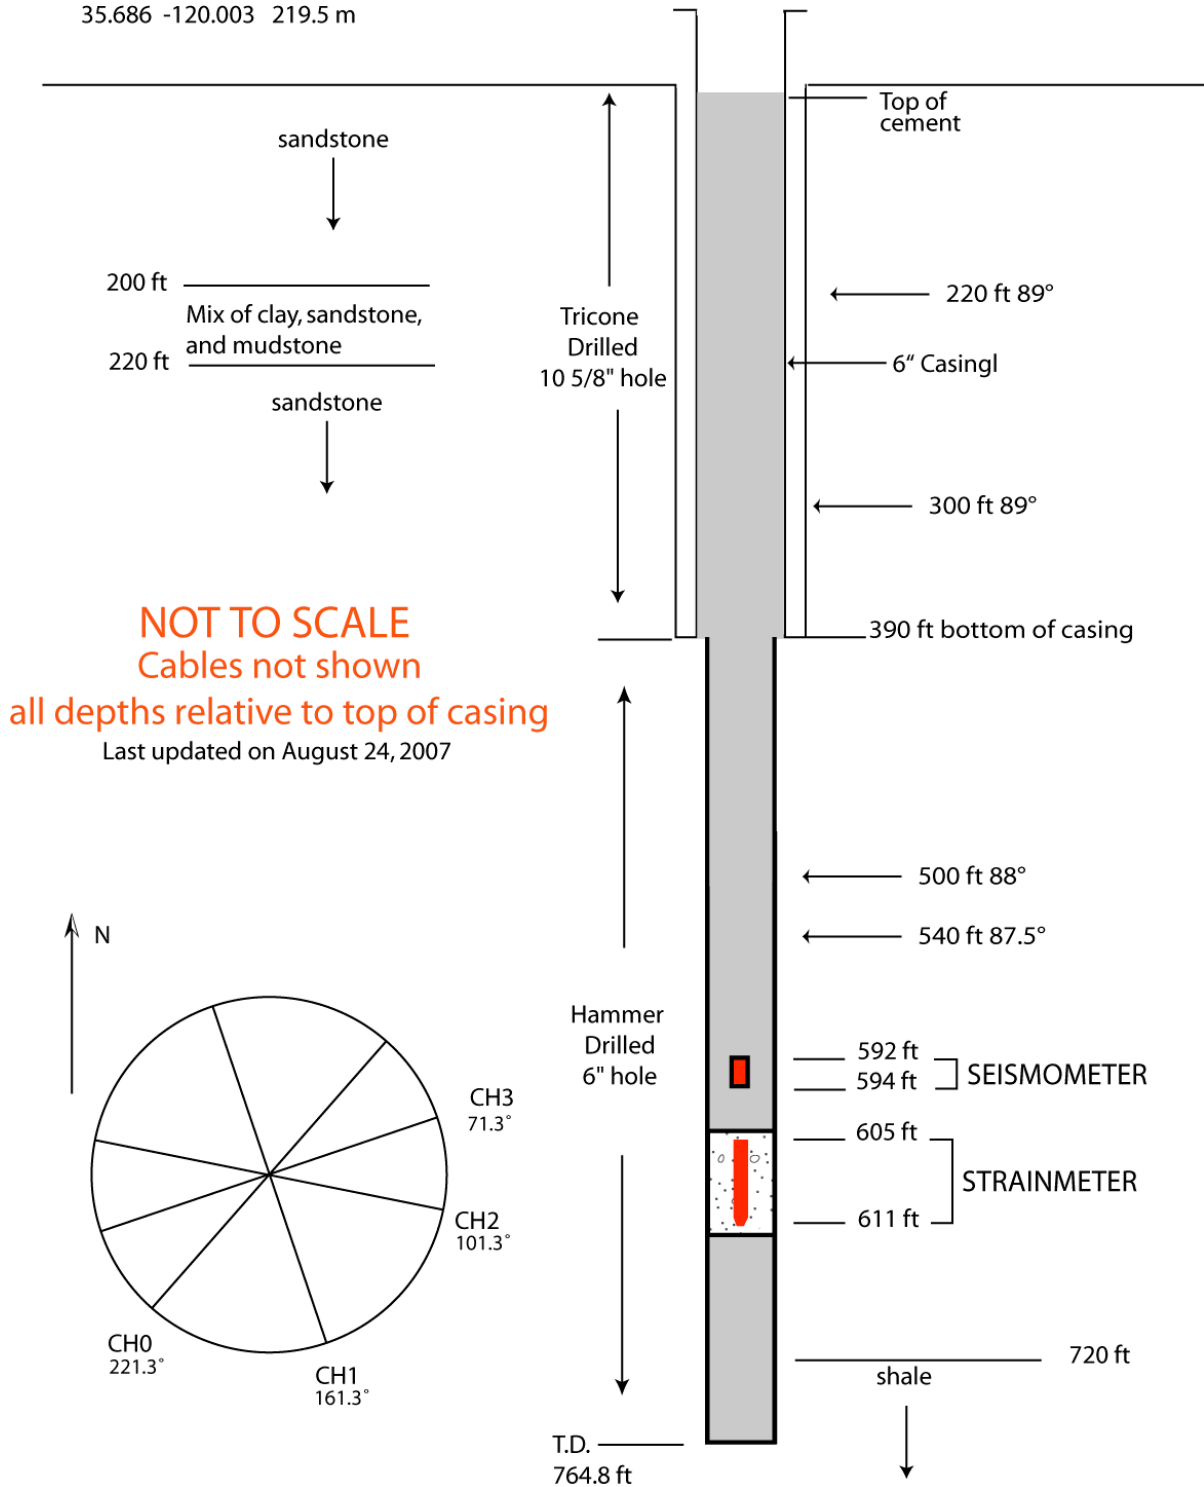 35.686  -120.003   219.5 m
Top of
cement
sandstone
200 ft
Mix of clay, sandstone,
and mudstone
220 ft
sandstone
Tricone
Drilled
10 5/8" hole
220 ft 89°
6“ Casingl
300 ft 89°
390 ft bottom of casing
NOT TO SCALE
Cables not shown
all depths relative to top of casing
Last updated on August 24, 2007
500 ft 88°
540 ft 87.5°
N
Hammer
Drilled
6" hole
592 ft
594 ft
SEISMOMETER
605 ft
611 ft
STRAINMETER
CH3
71.3°
CH2
101.3°
CH0
221.3°
CH1
161.3°
720 ft
shale
T.D.
764.8 ft